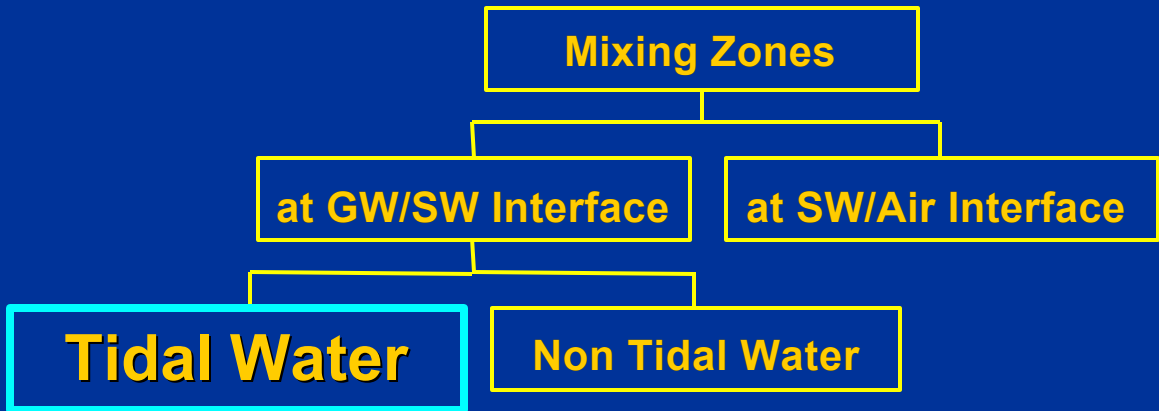 Mixing Zones
at GW/SW Interface
at SW/Air Interface
Tidal Water
Non Tidal Water